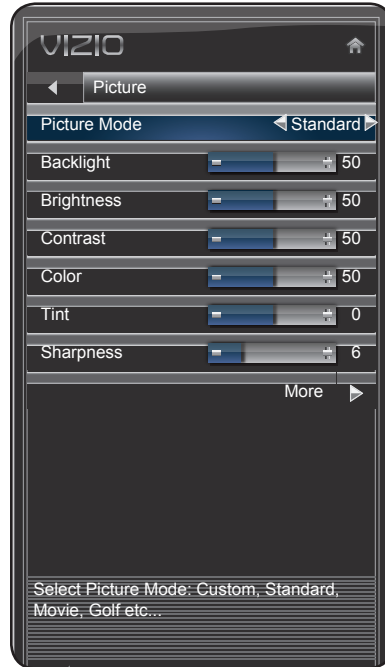 VIZIO
Picture
Picture Mode Standard
Backlight 50
Brightness 50
Contrast 50
Color 50
Tint 0
Sharpness 6
More
Select Picture Mode: Custom, Standard,
Movie, Golf etc...